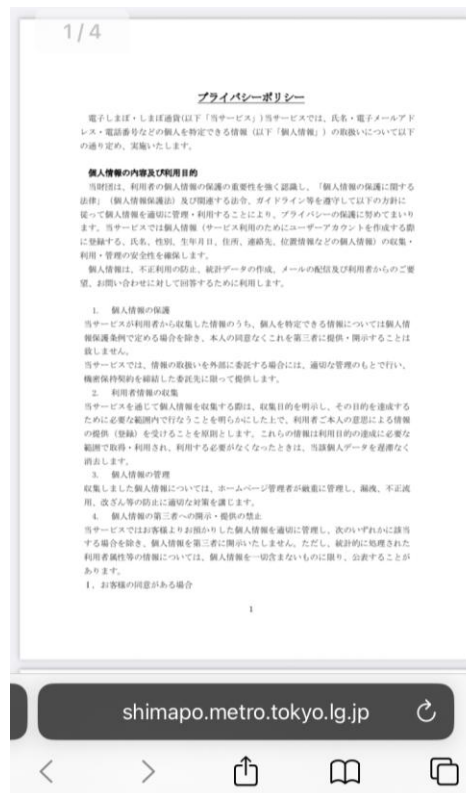 1/4
プライバシーポリシー
電子しまぽ・しまぽ通貨(以下「当サービス」)当サービスでは、氏名・電子メールアド
レス・電話番号などの個人を特定できる情報（以下「個人情報」）の取扱いについて以下
の通り定め、実施いたします。
個人情報の内容及び利用目的
当財団は、利用者の個人情報の保護の重要性を強く認識し、「個人情報の保護に関する
法律」（個人情報保護法）及び関連する法令、ガイドライン等を遵守して以下の方針に
従って個人情報を適切に管理・利用することにより、プライバシーの保護に努めてまいり
ます。当サービスでは個人情報（サービス利用のためにユーザーアカウントを作成する際
に登録する、氏名、性別、生年月日、住所、連絡先、位置情報などの個人情報）の収集・
利用・管理の安全性を確保します。
個人情報は、不正利用の防止、統計データの作成、メールの配信及び利用者からのご要
望、お問い合わせに対して回答するために利用します。
1. 個人情報の保護
当サービスが利用者から収集した情報のうち、個人を特定できる情報については個人情
報保護条例で定める場合を除き、本人の同意なくこれを第三者に提供・開示することは
致しません。
当サービスでは、情報の取扱いを外部に委託する場合には、適切な管理のもとで行い、
機密保持契約を締結した委託先に限って提供します。
2. 利用者情報の収集
当サービスを通じて個人情報を収集する際は、収集目的を明示し、その目的を達成する
ために必要な範囲内で行なうことを明らかにした上で、利用者ご本人の意思による情報
の提供（登録）を受けることを原則とします。これらの情報は利用目的の達成に必要な
範囲で取得・利用され、利用する必要がなくなったときは、当該個人データを遅滞なく
消去します。
3. 個人情報の管理
収集しました個人情報については、ホームページ管理者が厳重に管理し、漏洩、不正流
用、改ざん等の防止に適切な対策を講じます。
4. 個人情報の第三者への開示・提供の禁止
当サービスではお客様よりお預かりした個人情報を適切に管理し、次のいずれかに該当
する場合を除き、個人情報を第三者に開示いたしません。ただし、統計的に処理された
利用者属性等の情報については、個人情報を一切含まないものに限り、公表することが
あります。
I. お客様の同意がある場合
1
shimapo.metro.tokyo.lg.jp